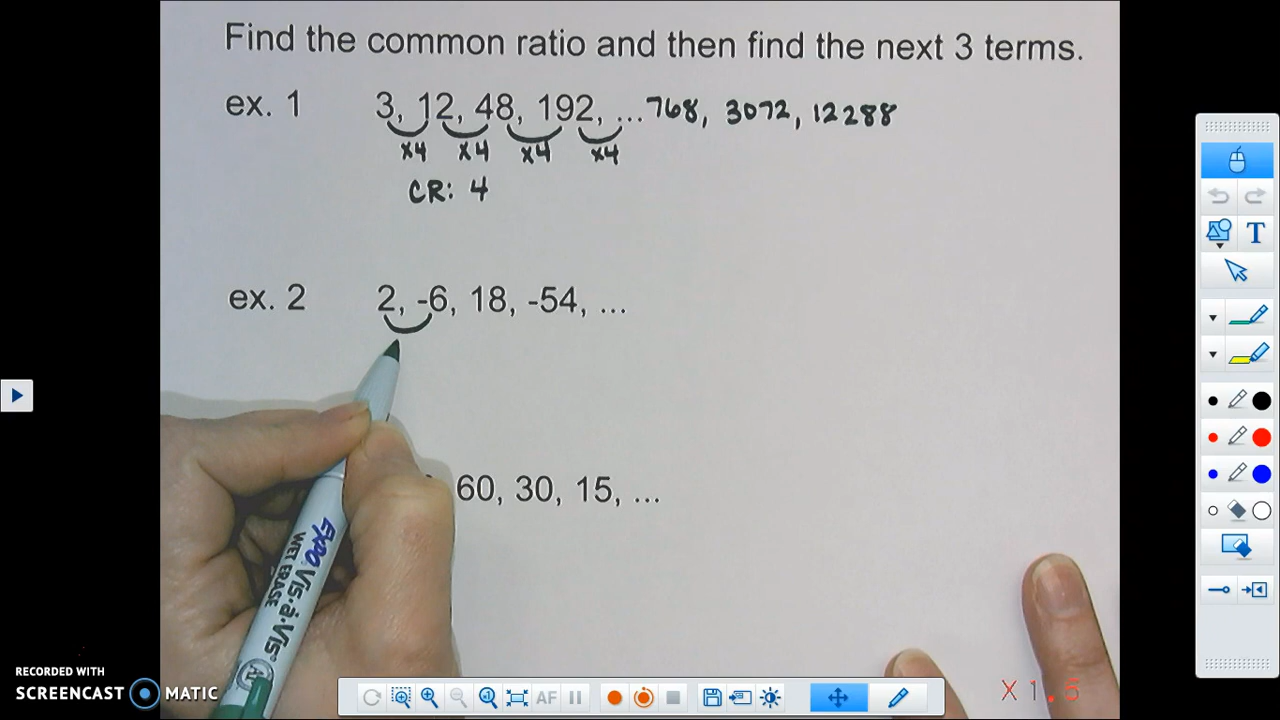 Find the common ratio and then find the next 3 terms.
ex. 1 3, 12, 48, 192, ... 768, 3072, 12288
x4 x4 x4 x4
CR: 4
ex. 2 2, -6, 18, -54, ...
60, 30, 15, ...
EXPO Vis-à-Vis
WET ERASE
AP
T
RECORDED WITH
SCREENCAST MATIC
AF
X 1.5